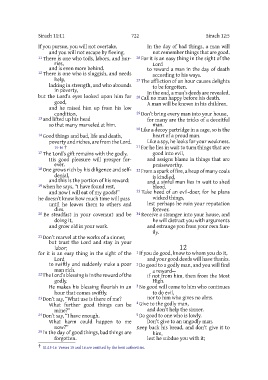 Sirach 11:11
722
Sirach 12:5
If you pursue, you will not overtake,
and you will not escape by fleeing.
11 There is one who toils, labors, and hurries,
and is even more behind.
12 There is one who is sluggish, and needs
help,
lacking in strength, and who abounds
in poverty,
but the Lord's eyes looked upon him for
good,
and he raised him up from his low
condition,
13 and lifted up his head
so that many marveled at him.
14 Good things and bad, life and death,
poverty and riches, are from the Lord.
17 The Lord's gift remains with the godly.
His good pleasure will prosper forever.
18 One grows rich by his diligence and self-
denial,
and this is the portion of his reward:
19 when he says, "I have found rest,
and now I will eat of my goods!"
he doesn't know how much time will pass
until he leaves them to others and
dies.
20 Be steadfast in your covenant and be
doing it,
and grow old in your work.
21 Don't marvel at the works of a sinner,
but trust the Lord and stay in your
labor;
for it is an easy thing in the sight of the
Lord
to swiftly and suddenly make a poor
man rich.
22 The Lord's blessing is in the reward of the
godly.
He makes his blessing flourish in an
hour that comes swiftly.
23 Don't say, "What use is there of me?
What further good things can be
mine?"
24 Don't say, "I have enough.
What harm could happen to me
now?"
25 In the day of good things, bad things are
forgotten.
In the day of bad things, a man will
not remember things that are good.
26 For it is an easy thing in the sight of the
Lord
to reward a man in the day of death
according to his ways.
27 The affliction of an hour causes delights
to be forgotten.
In the end, a man's deeds are revealed.
28 Call no man happy before his death.
A man will be known in his children.
29 Don't bring every man into your house,
for many are the tricks of a deceitful
man.
30 Like a decoy partridge in a cage, so is the
heart of a proud man.
Like a spy, he looks for your weakness.
31 For he lies in wait to turn things that are
good into evil,
and assigns blame in things that are
praiseworthy.
32 From a spark of fire, a heap of many coals
is kindled,
and a sinful man lies in wait to shed
blood.
33 Take heed of an evil-doer, for he plans
wicked things,
lest perhaps he ruin your reputation
forever.
34 Receive a stranger into your house, and
he will distract you with arguments
and estrange you from your own family.
12
1 If you do good, know to whom you do it,
and your good deeds will have thanks.
2 Do good to a godly man, and you will find
a reward—
if not from him, then from the Most
High.
3 No good will come to him who continues
to do evil,
nor to him who gives no alms.
4 Give to the godly man,
and don't help the sinner.
5 Do good to one who is lowly.
Don't give to an ungodly man.
Keep back his bread, and don't give it to
him,
lest he subdue you with it;